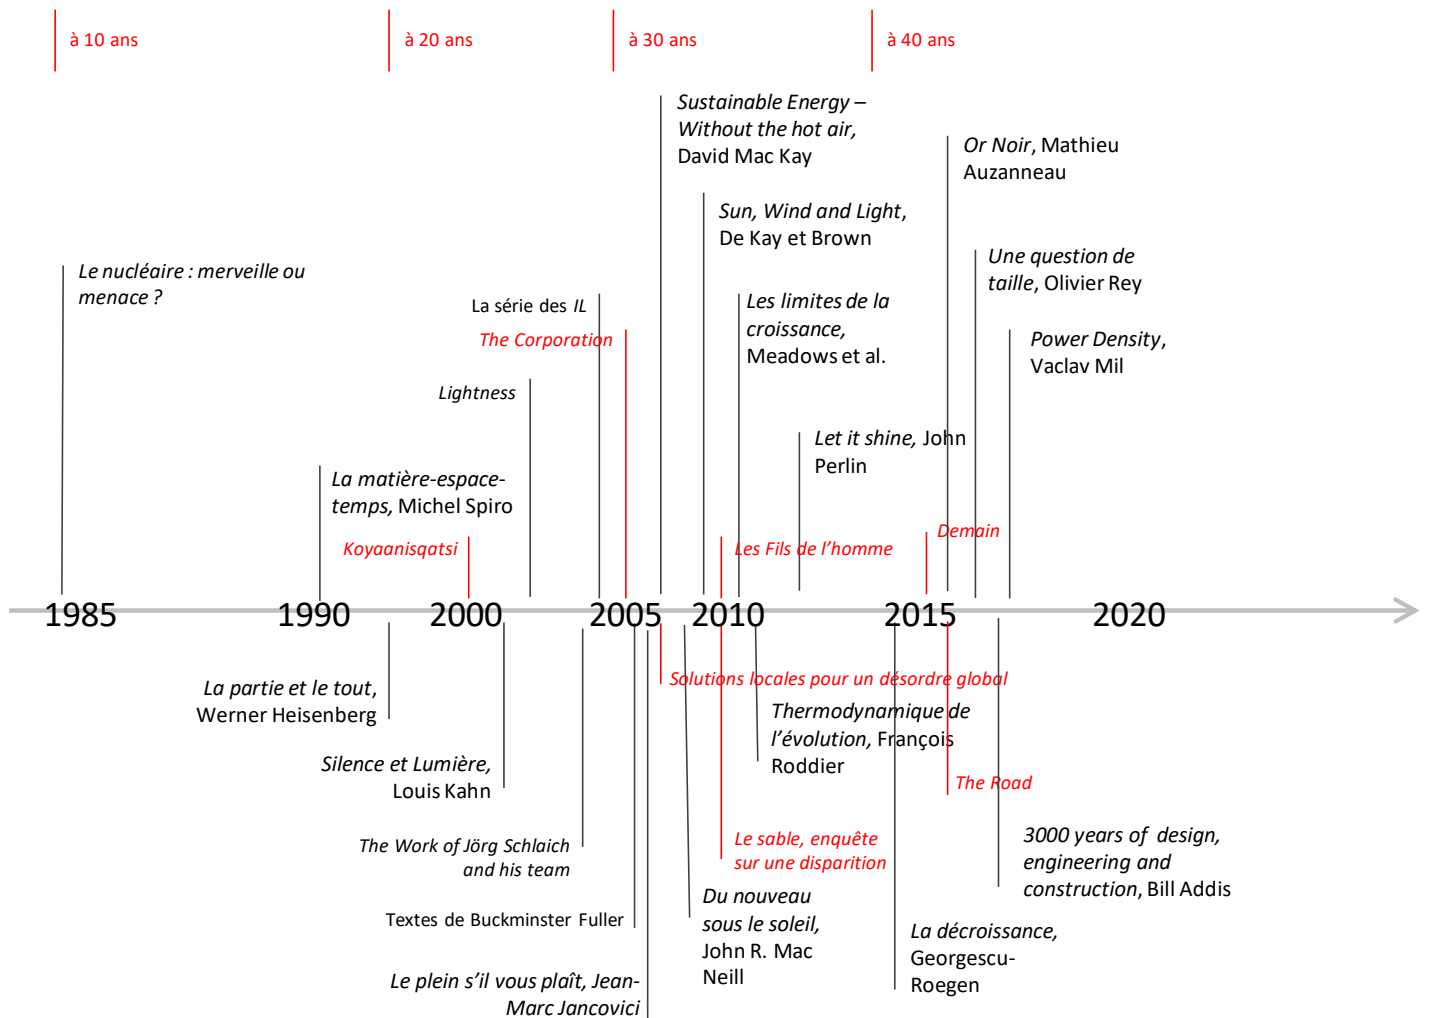 à 10 ans
à 20 ans
à 30 ans
à 40 ans
Sustainable Energy –
Without the hot air,
David Mac Kay
Or Noir, Mathieu
Auzanneau
Sun, Wind and Light,
De Kay et Brown
Une question de
taille, Olivier Rey
Le nucléaire : merveille ou
menace ?
La série des IL
The Corporation
Les limites de la
croissance,
Meadows et al.
Power Density,
Vaclav Mil
Lightness
Let it shine, John
Perlin
La matière-espace-
temps, Michel Spiro
Koyaanisqatsi
Les Fils de l’homme
Demain
1985
1990
2000
2005
2010
2015
2020
La partie et le tout,
Werner Heisenberg
Solutions locales pour un désordre global
Thermodynamique de
l’évolution, François
Roddier
Silence et Lumière,
Louis Kahn
The Road
The Work of Jörg Schlaich
and his team
Le sable, enquête
sur une disparition
3000 years of design,
engineering and
construction, Bill Addis
Textes de Buckminster Fuller
Du nouveau
sous le soleil,
John R. Mac
Neill
La décroissance,
Georgescu-
Roegen
Le plein s’il vous plaît, Jean-
Marc Jancovici